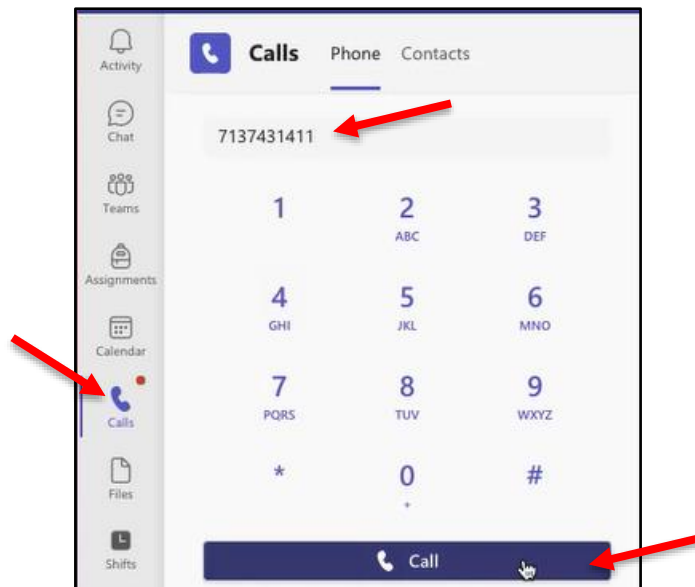 Activity
Chat
Teams
Assignments
Calendar
Calls
Files
Shifts
Calls Phone Contacts
7137431411
1 2 3
ABC DEF
4 5 6
GHI JKL MNO
7 8 9
PQRS TUV WXYZ
* 0 #
+
Call